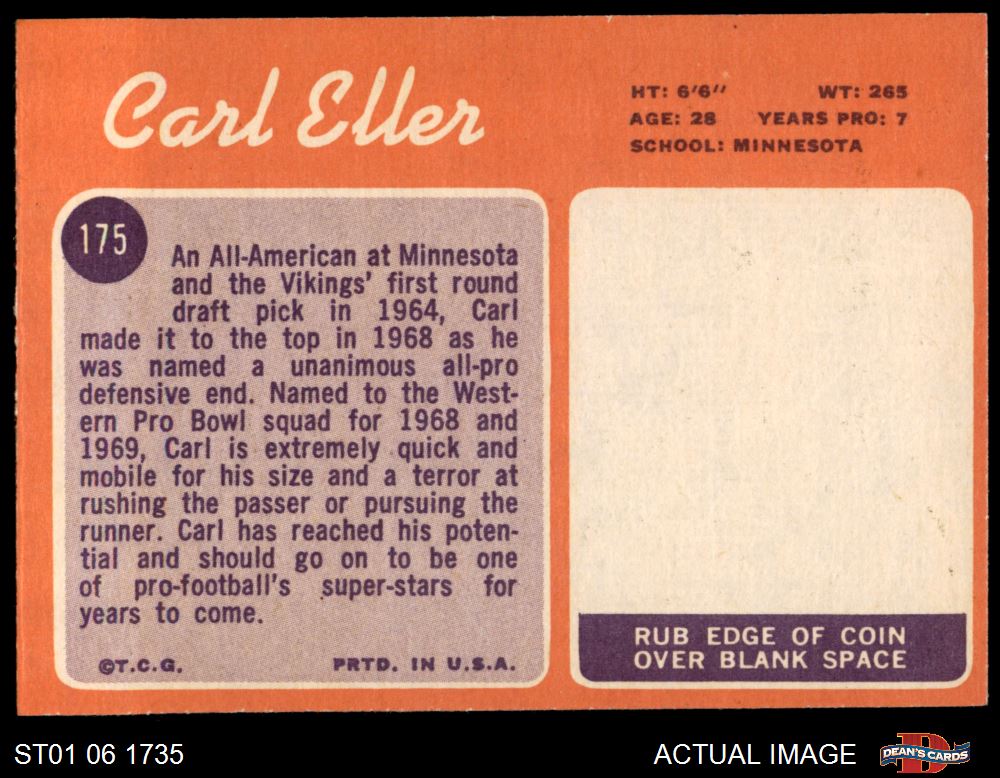 Carl Eller
HT: 6'6" WT: 265
AGE: 28 YEARS PRO: 7
SCHOOL: MINNESOTA
175
An All-American at Minnesota
and the Vikings' first round
draft pick in 1964, Carl
made it to the top in 1968 as he
was named a unanimous all-pro
defensive end. Named to the West-
ern Pro Bowl squad for 1968 and
1969, Carl is extremely quick and
mobile for his size and a terror at
rushing the passer or pursuing the
runner. Carl has reached his poten-
tial and should go on to be one
of pro-football's super-stars for
years to come.
©T.C.G. PRTD. IN U.S.A.
RUB EDGE OF COIN
OVER BLANK SPACE
ST01 06 1735
ACTUAL IMAGE
D
DEAN'S CARDS